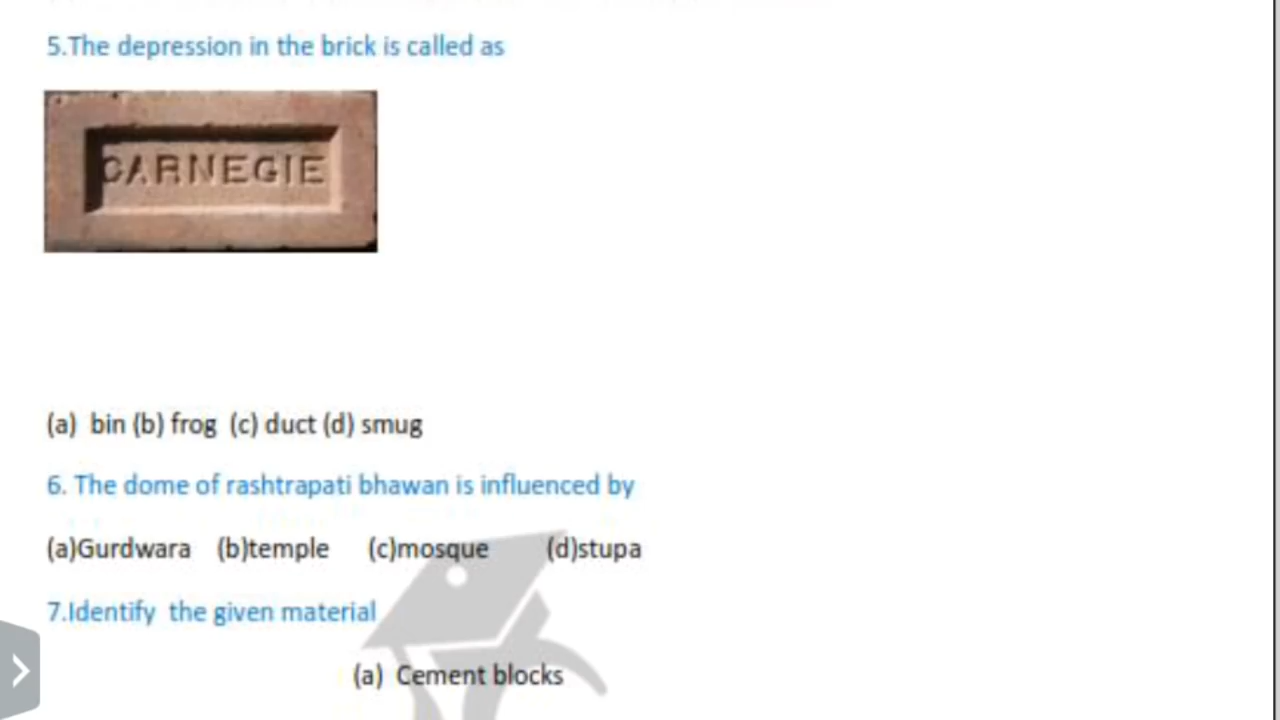 5.The depression in the brick is called as
CARNEGIE
(a) bin (b) frog (c) duct (d) smug
6. The dome of rashtrapati bhawan is influenced by
(a)Gurdwara (b)temple (c)mosque (d)stupa
7.Identify the given material
(a) Cement blocks